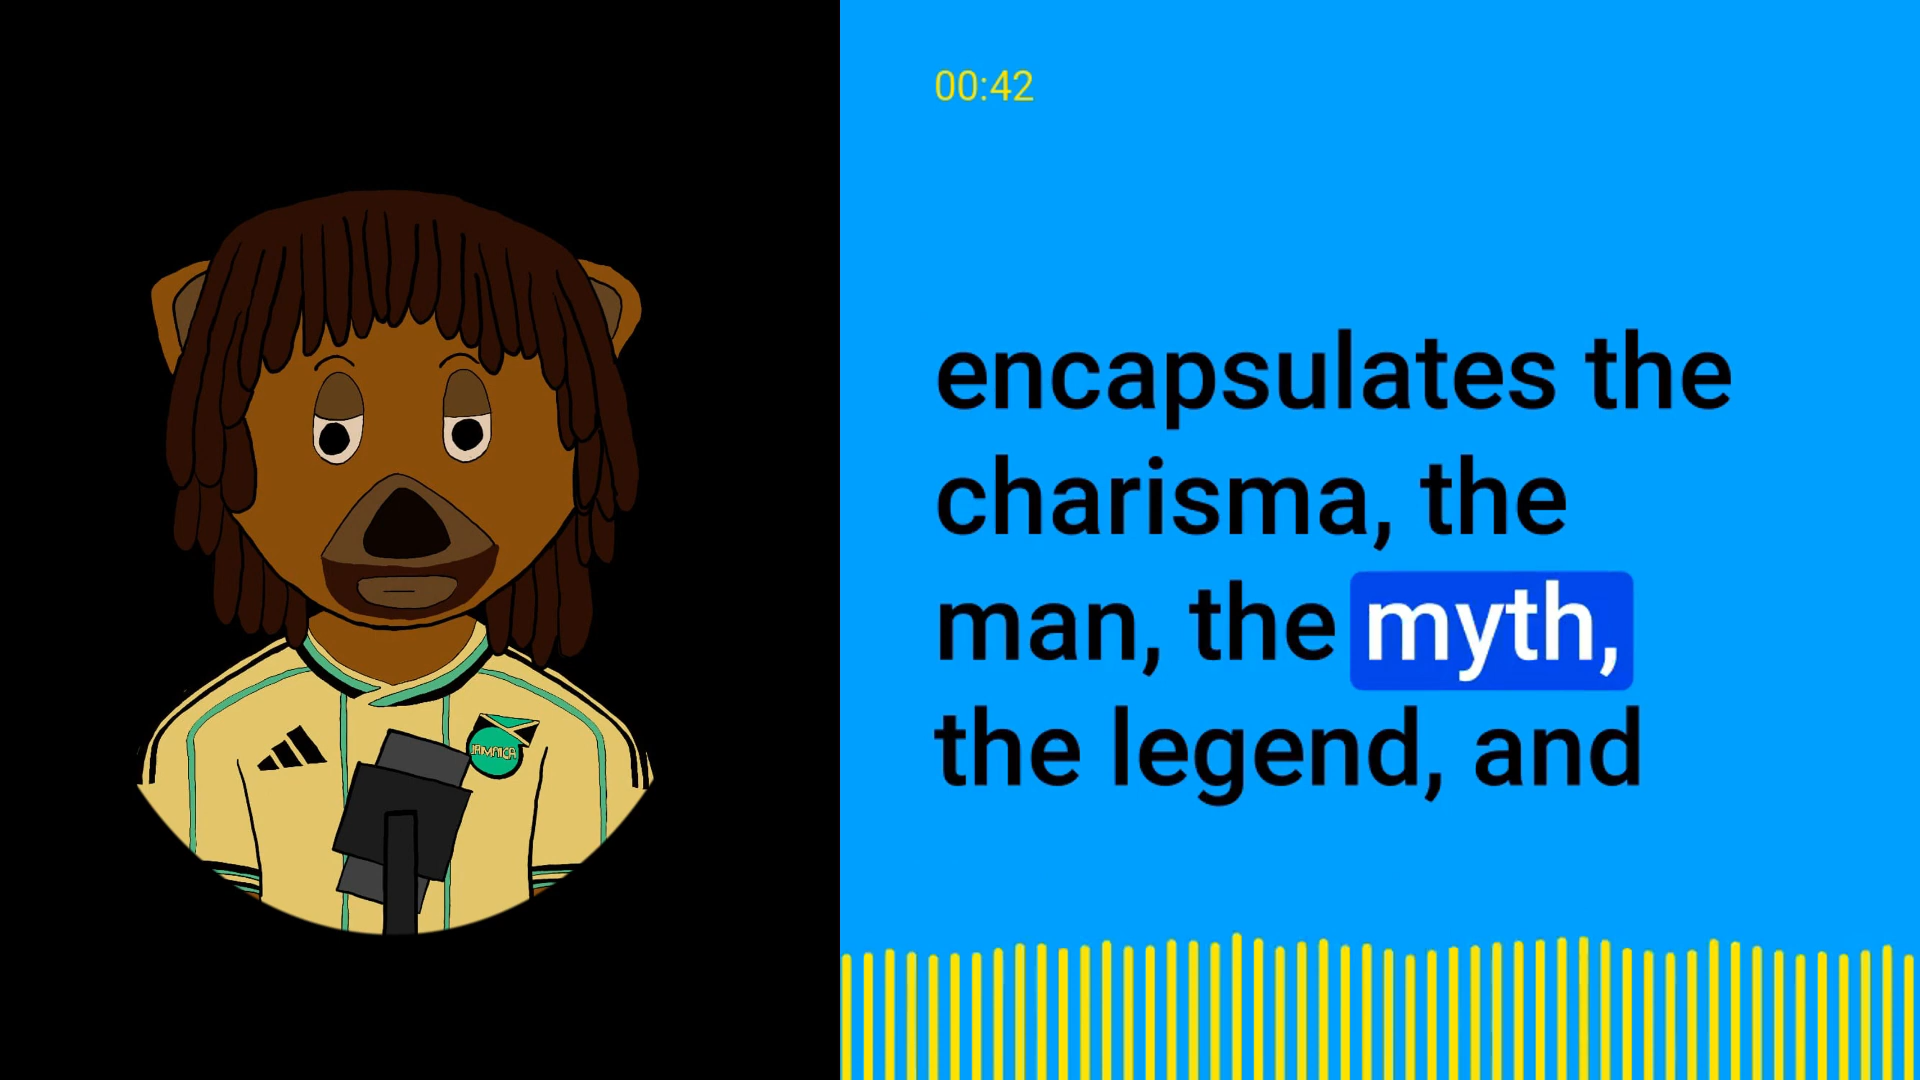 00:42
encapsulates the
charisma, the
man, the myth,
the legend, and
JAMAICA